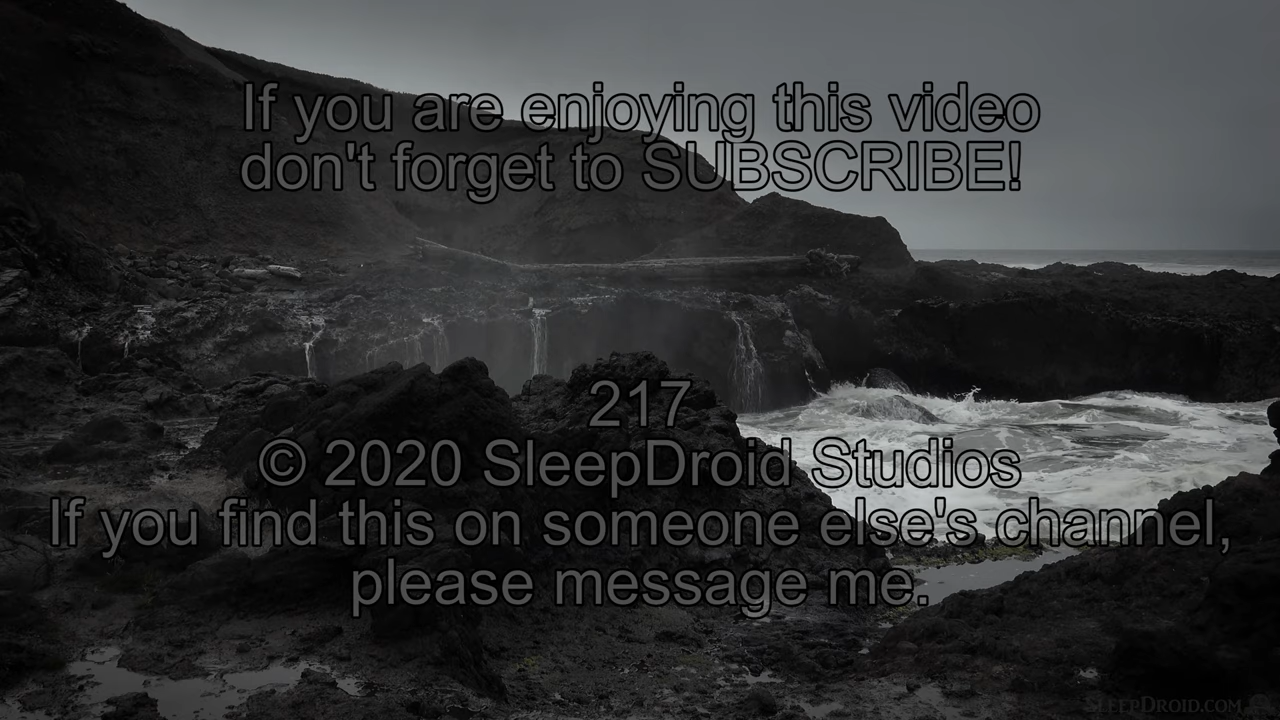 If you are enjoying this video
don't forget to SUBSCRIBE!
217
© 2020 SleepDroid Studios
If you find this on someone else's channel,
please message me.
SLEEPDROID.COM